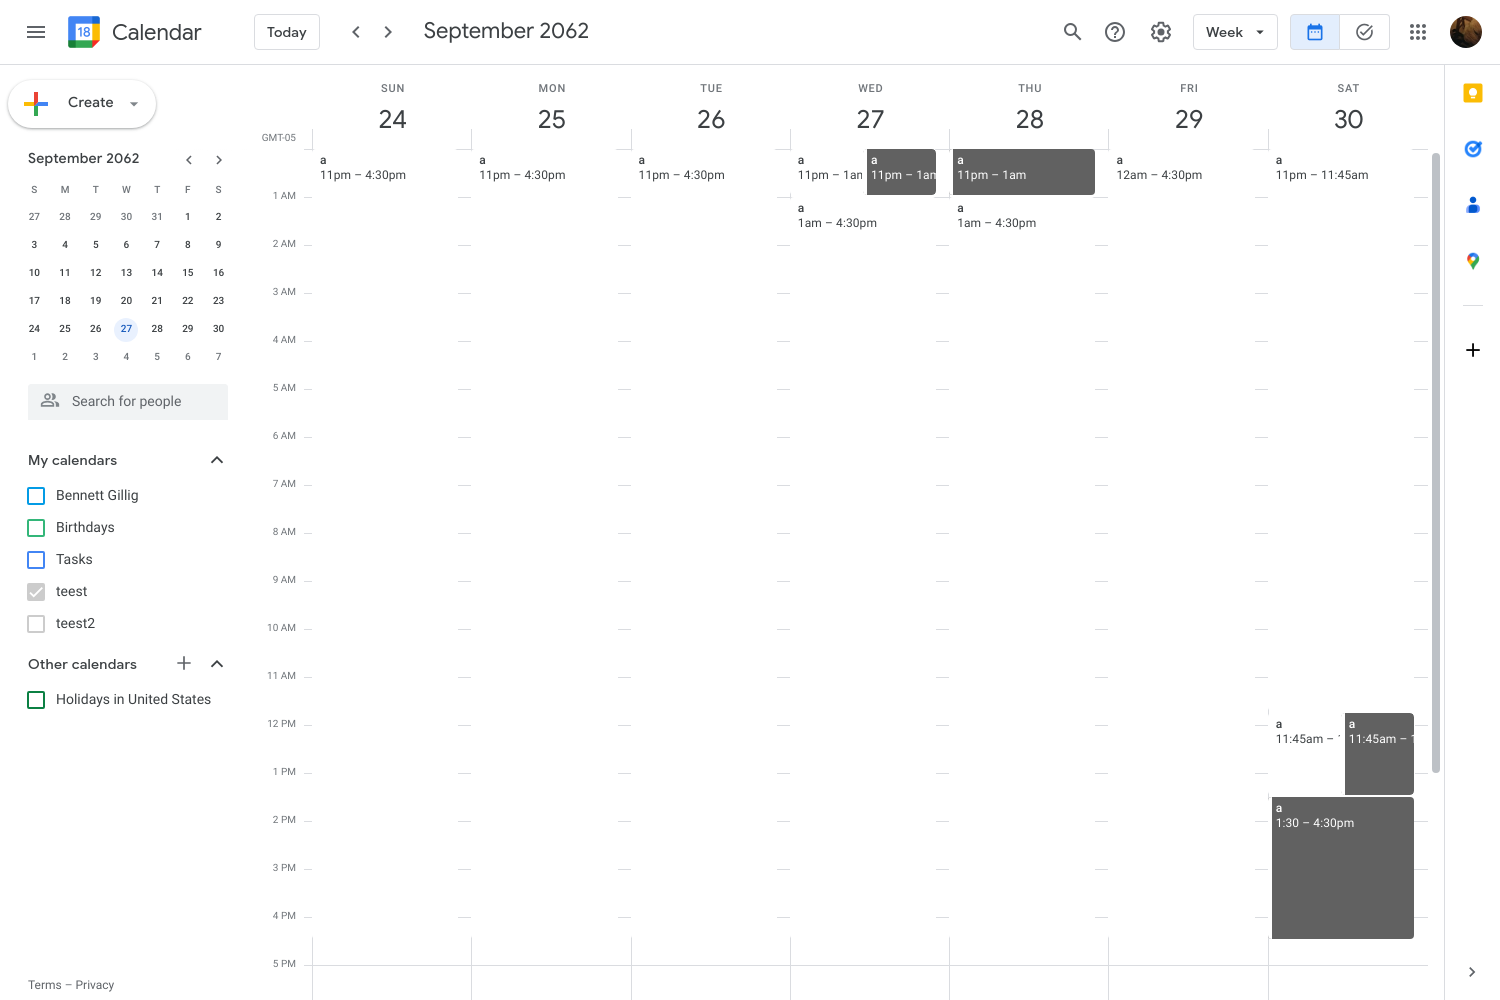 18 Calendar
Today
September 2062
Week
Create
September 2062
S M T W T F S
27 28 29 30 31 1 2
3 4 5 6 7 8 9
10 11 12 13 14 15 16
17 18 19 20 21 22 23
24 25 26 27 28 29 30
1 2 3 4 5 6 7
Search for people
My calendars
Bennett Gillig
Birthdays
Tasks
teest
teest2
Other calendars
Holidays in United States
Terms – Privacy
SUN MON TUE WED THU FRI SAT
24 25 26 27 28 29 30
GMT-05
a a a a a a a a
11pm – 4:30pm 11pm – 4:30pm 11pm – 4:30pm 11pm – 1am 11pm – 1am 11pm – 1am 12am – 4:30pm 11pm – 11:45am
1 AM
a a
1am – 4:30pm 1am – 4:30pm
2 AM
3 AM
4 AM
5 AM
6 AM
7 AM
8 AM
9 AM
10 AM
11 AM
12 PM
a a
11:45am – 11:45am –
1 PM
a
2 PM
1:30 – 4:30pm
3 PM
4 PM
5 PM